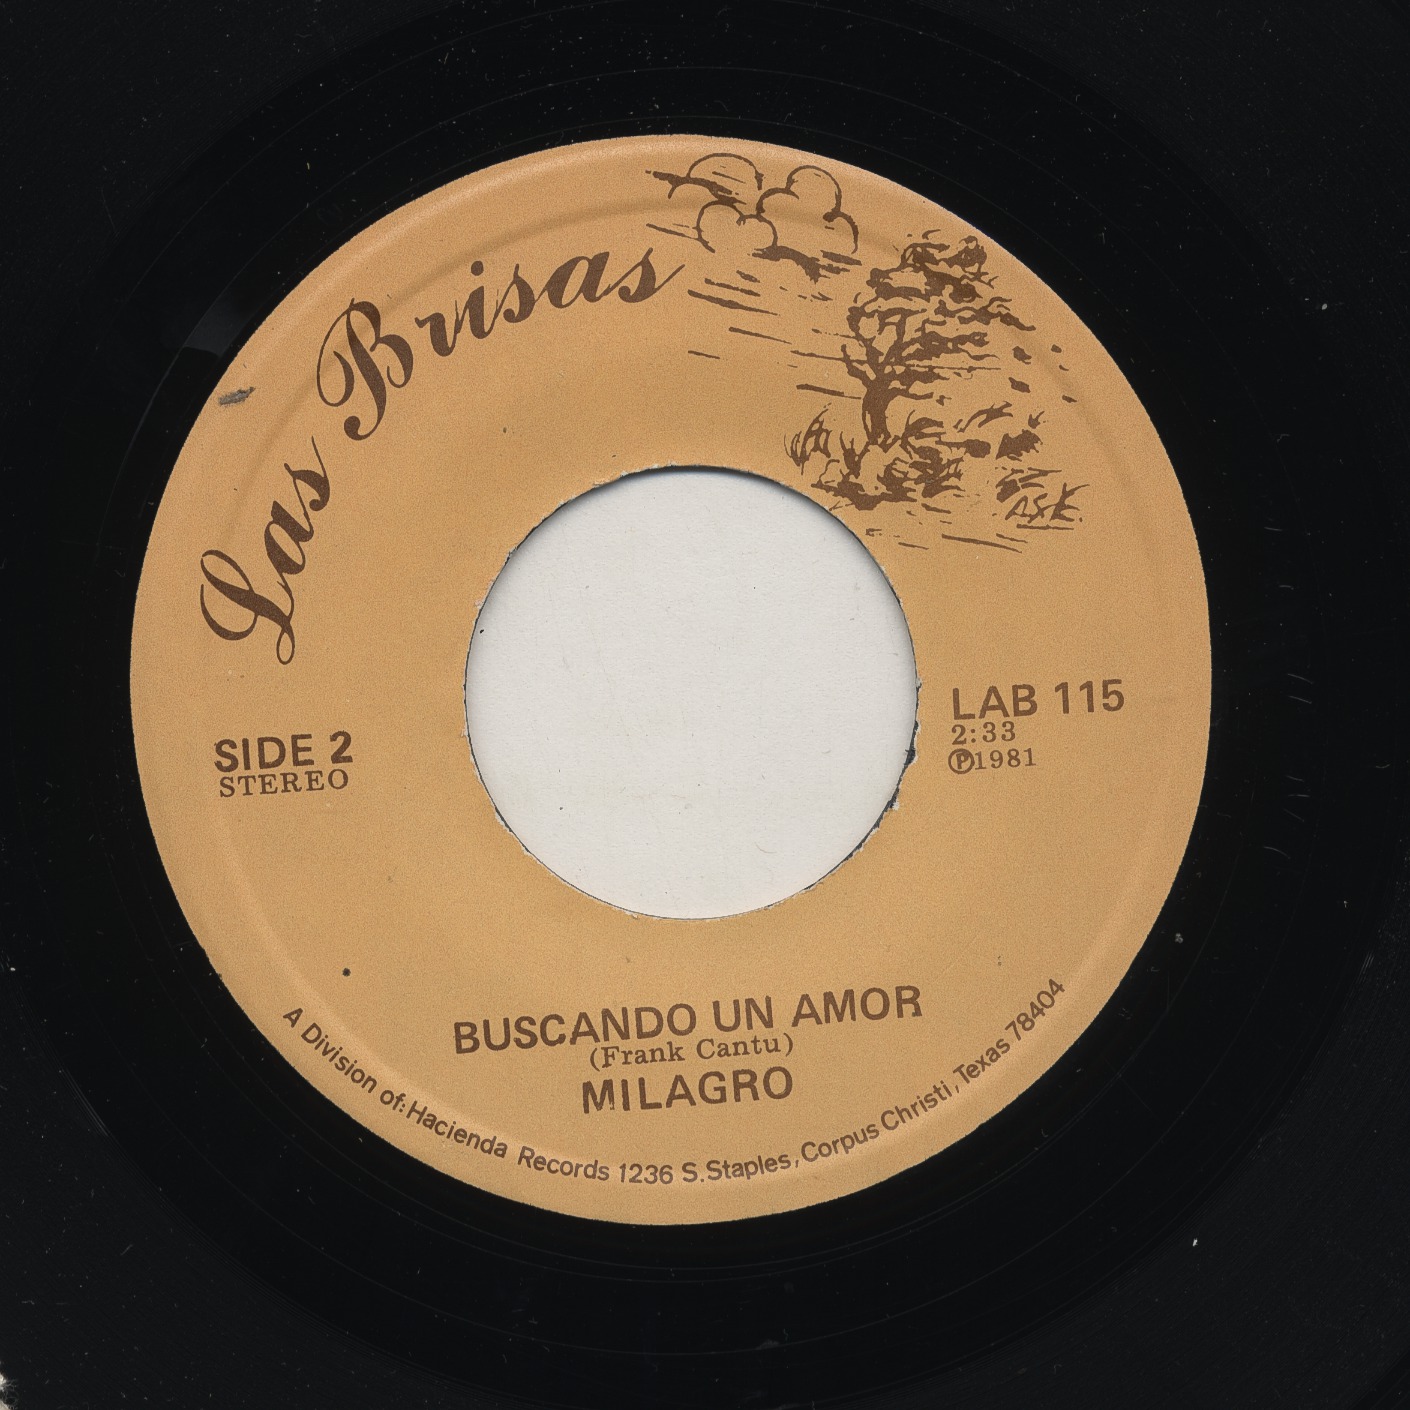 Las Brisas
A.S.K.
SIDE 2
STEREO
LAB 115
2:33
Ⓟ1981
BUSCANDO UN AMOR
(Frank Cantu)
MILAGRO
A Division of: Hacienda Records 1236 S. Staples, Corpus Christi, Texas 78404